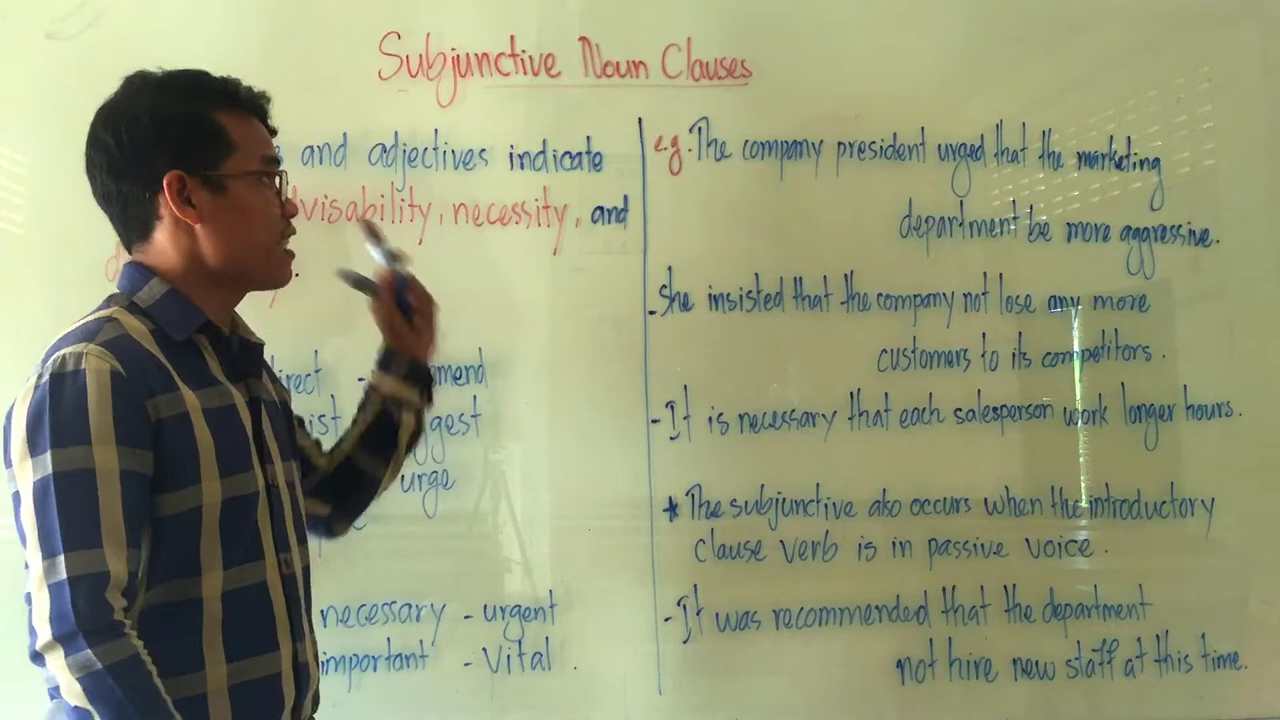 Subjunctive Noun Clauses
and adjectives indicate
visability, necessity, and
mend
urge
necessary - urgent
important - Vital .
e.g. The company president urged that the marketing
department be more aggressive.
- She insisted that the company not lose any more
customers to its competitors.
- It is necessary that each salesperson work longer hours.
* The subjunctive also occurs when the introductory
clause verb is in passive voice.
- It was recommended that the department
not hire new staff at this time.